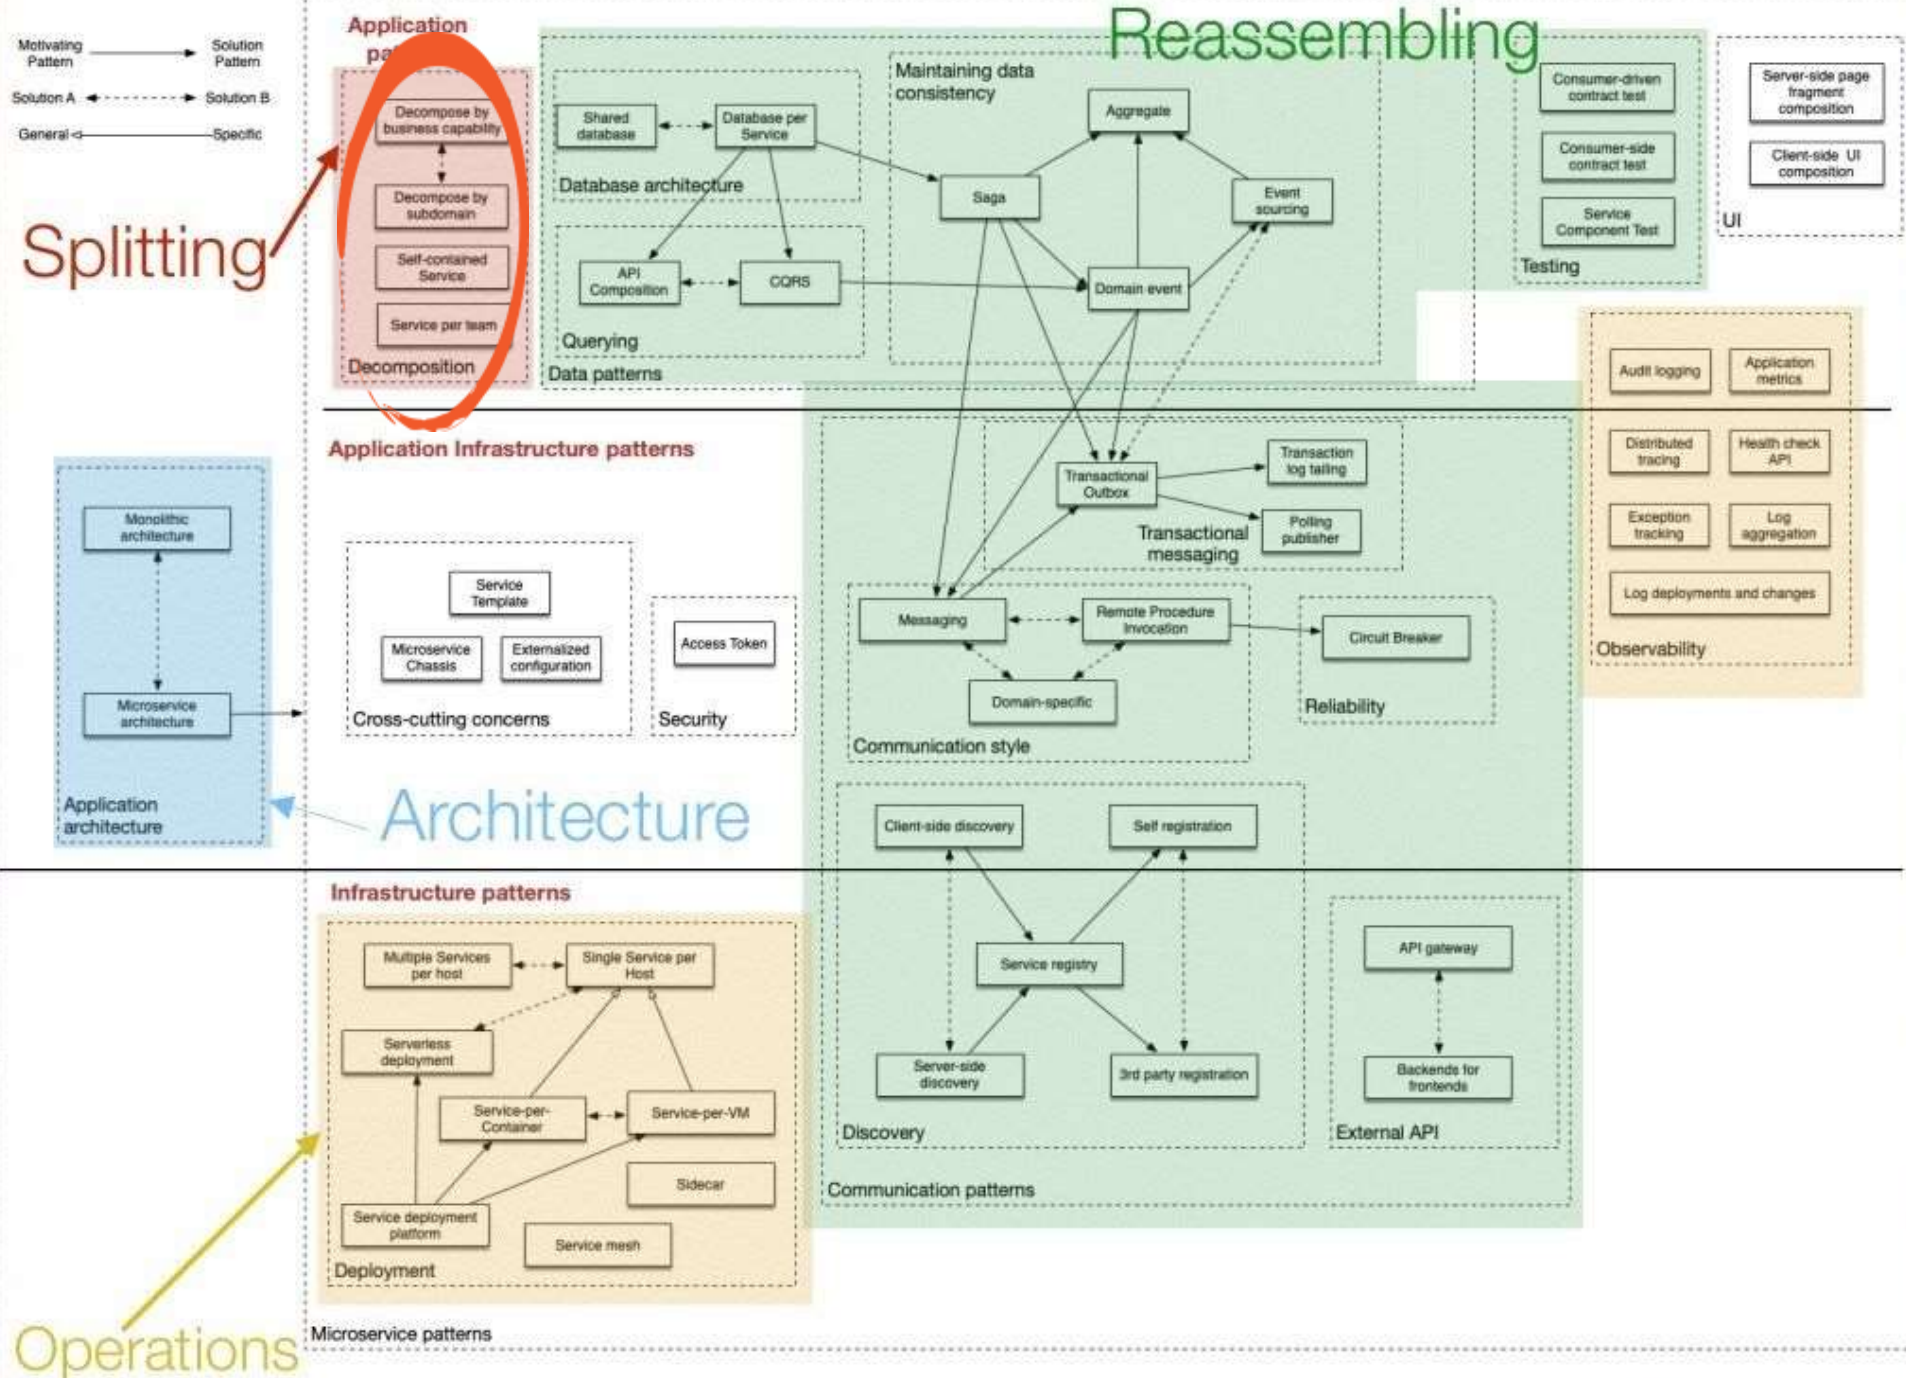 Motivating
Pattern
Solution
Pattern
Solution A
Solution B
General
Specific
Splitting
Application
pa
Decompose by
business capability
Decompose by
subdomain
Self-contained
Service
Service per team
Decomposition
Reassembling
Shared
database
Database per
Service
Database architecture
API
Composition
CQRS
Querying
Data patterns
Maintaining data
consistency
Aggregate
Saga
Event
sourcing
Domain event
Consumer-driven
contract test
Consumer-side
contract test
Service
Component Test
Testing
Server-side page
fragment
composition
Client-side UI
composition
UI
Audit logging
Application
metrics
Distributed
tracing
Health check
API
Exception
tracking
Log
aggregation
Log deployments and changes
Observability
Application Infrastructure patterns
Monolithic
architecture
Microservice
architecture
Application
architecture
Architecture
Service
Template
Microservice
Chassis
Externalized
configuration
Cross-cutting concerns
Access Token
Security
Transactional
Outbox
Transaction
log tailing
Polling
publisher
Transactional
messaging
Messaging
Remote Procedure
Invocation
Domain-specific
Communication style
Circuit Breaker
Reliability
Client-side discovery
Self registration
Service registry
Server-side
discovery
3rd party registration
Discovery
API gateway
Backends for
frontends
External API
Communication patterns
Infrastructure patterns
Multiple Services
per host
Single Service per
Host
Serverless
deployment
Service-per-
Container
Service-per-VM
Sidecar
Service deployment
platform
Service mesh
Deployment
Operations
Microservice patterns